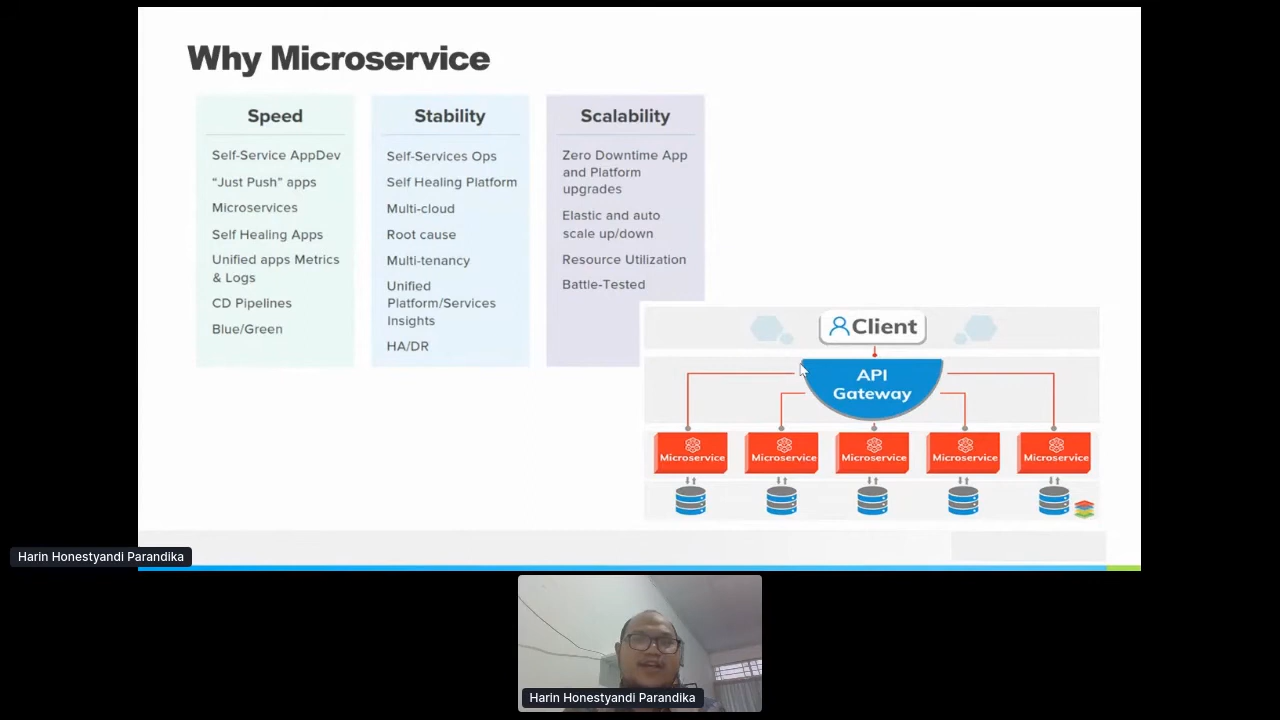 Why Microservice
Speed
Self-Service AppDev
“Just Push” apps
Microservices
Self Healing Apps
Unified apps Metrics
& Logs
CD Pipelines
Blue/Green
Stability
Self-Services Ops
Self Healing Platform
Multi-cloud
Root cause
Multi-tenancy
Unified
Platform/Services
Insights
HA/DR
Scalability
Zero Downtime App
and Platform
upgrades
Elastic and auto
scale up/down
Resource Utilization
Battle-Tested
Client
API
Gateway
Microservice
Microservice
Microservice
Microservice
Microservice
Harin Honestyandi Parandika
Harin Honestyandi Parandika